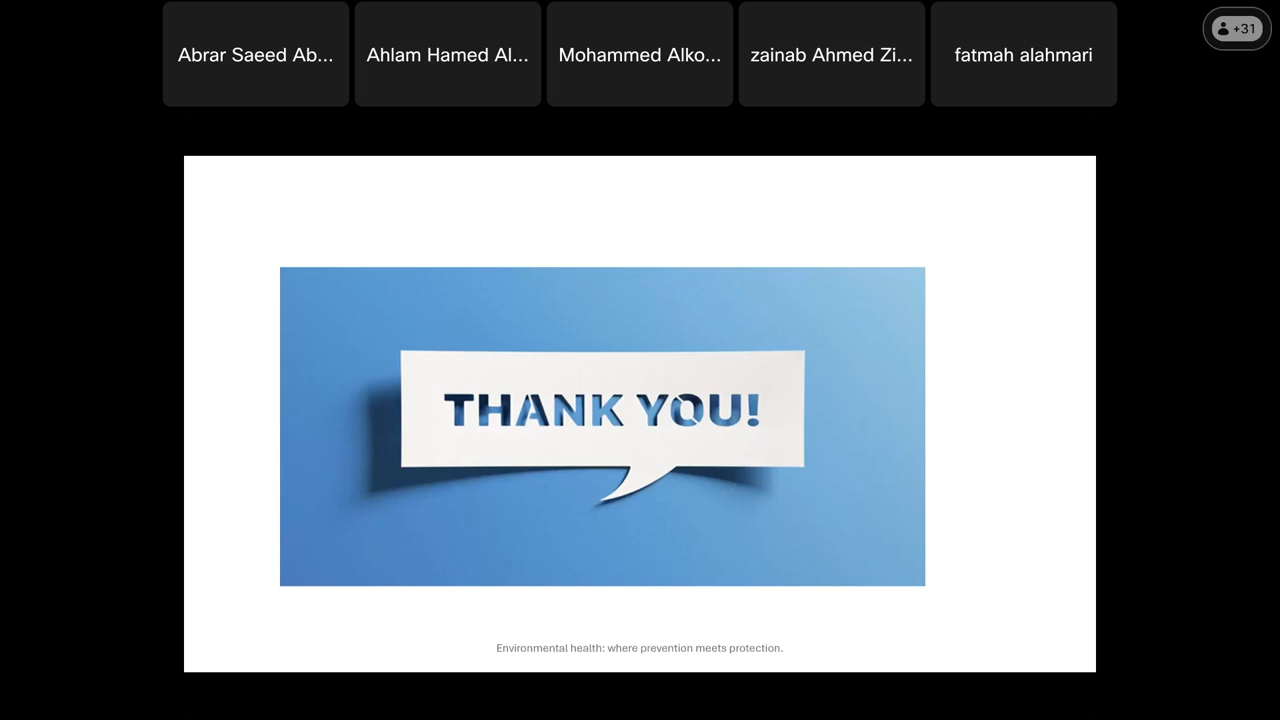 Abrar Saeed Ab...
Ahlam Hamed Al...
Mohammed Alko...
zainab Ahmed Zi...
fatmah alahmari
+31
THANK YOU!
Environmental health: where prevention meets protection.